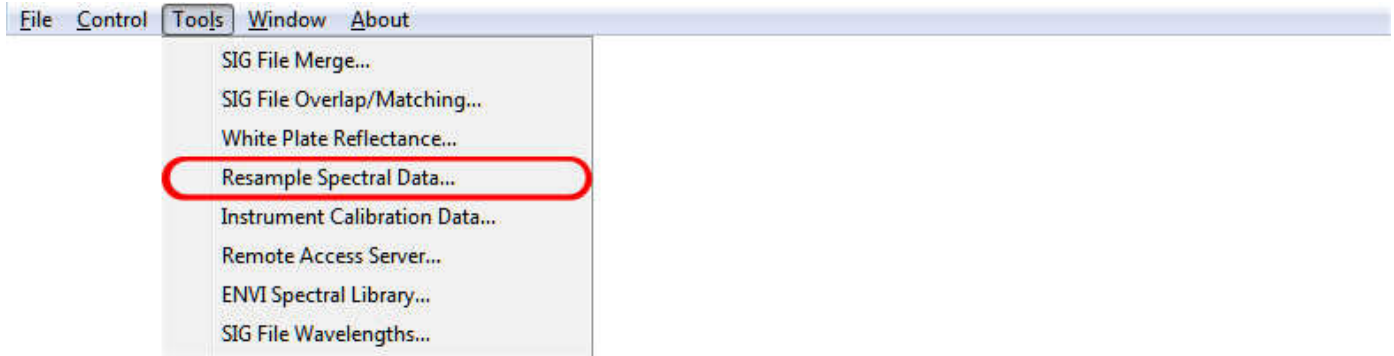 File Control Tools Window About
SIG File Merge...
SIG File Overlap/Matching...
White Plate Reflectance...
Resample Spectral Data...
Instrument Calibration Data...
Remote Access Server...
ENVI Spectral Library...
SIG File Wavelengths...